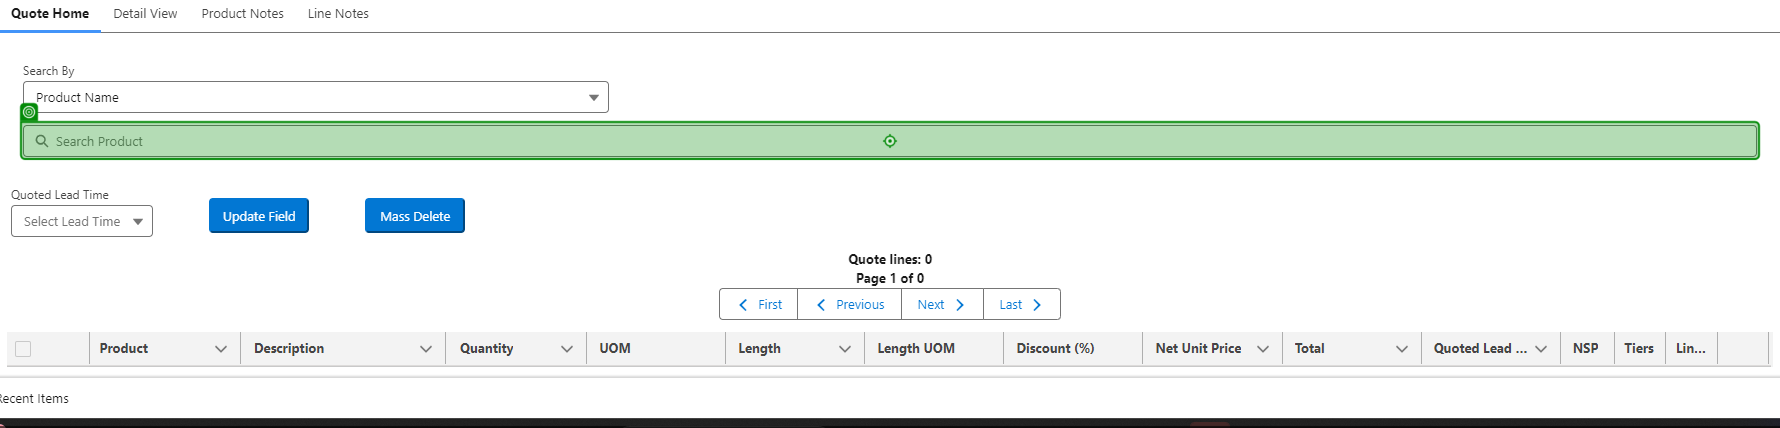 Quote Home Detail View Product Notes Line Notes
Search By
Product Name
Search Product
Quoted Lead Time
Select Lead Time Update Field Mass Delete
Quote lines: 0
Page 1 of 0
First Previous Next Last
Product Description Quantity UOM Length Length UOM Discount (%) Net Unit Price Total Quoted Lead ... NSP Tiers Lin...
Recent Items